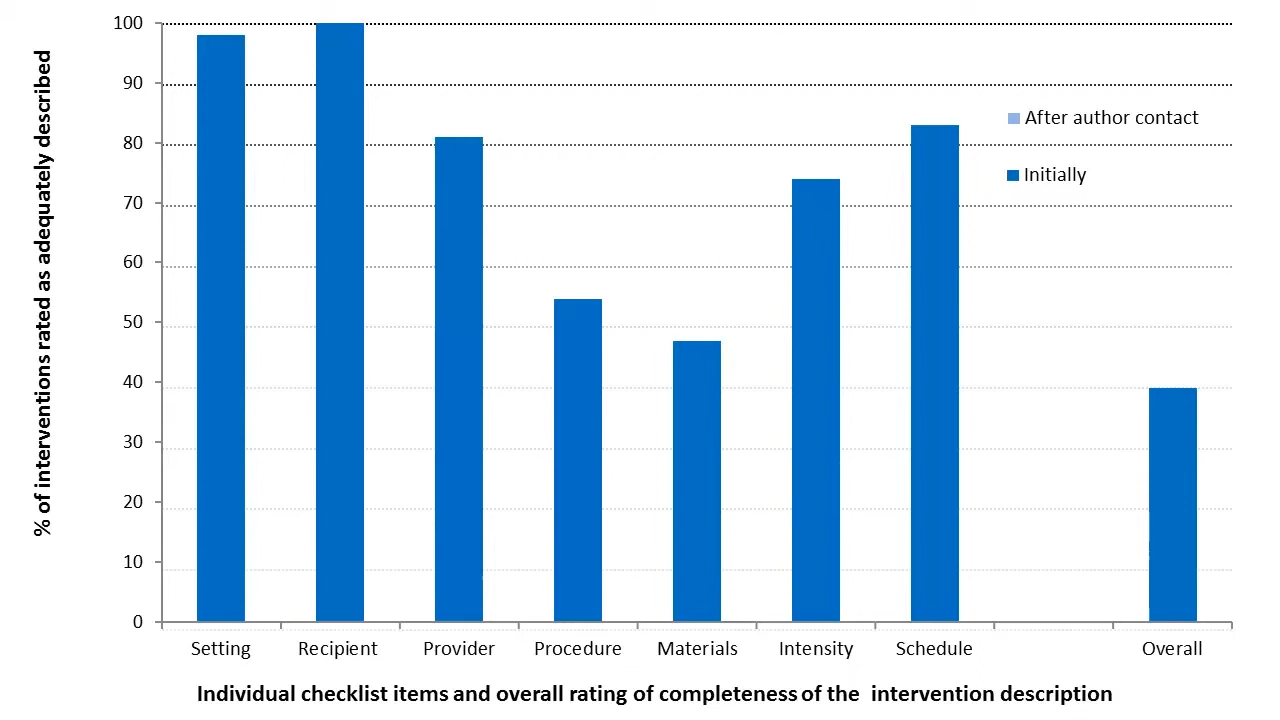 % of interventions rated as adequately described
100
90
80
70
60
50
40
30
20
10
0
After author contact
Initially
Setting Recipient Provider Procedure Materials Intensity Schedule Overall
Individual checklist items and overall rating of completeness of the intervention description